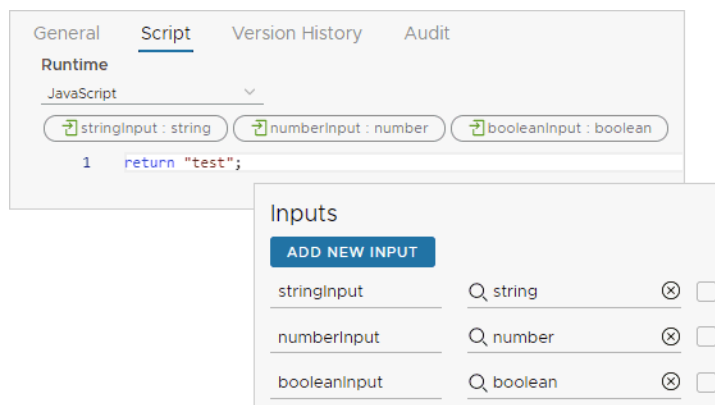 General Script Version History Audit
Runtime
JavaScript
stringInput : string numberInput : number booleanInput : boolean
1 return "test";
Inputs
ADD NEW INPUT
stringInput string
numberInput number
booleanInput boolean